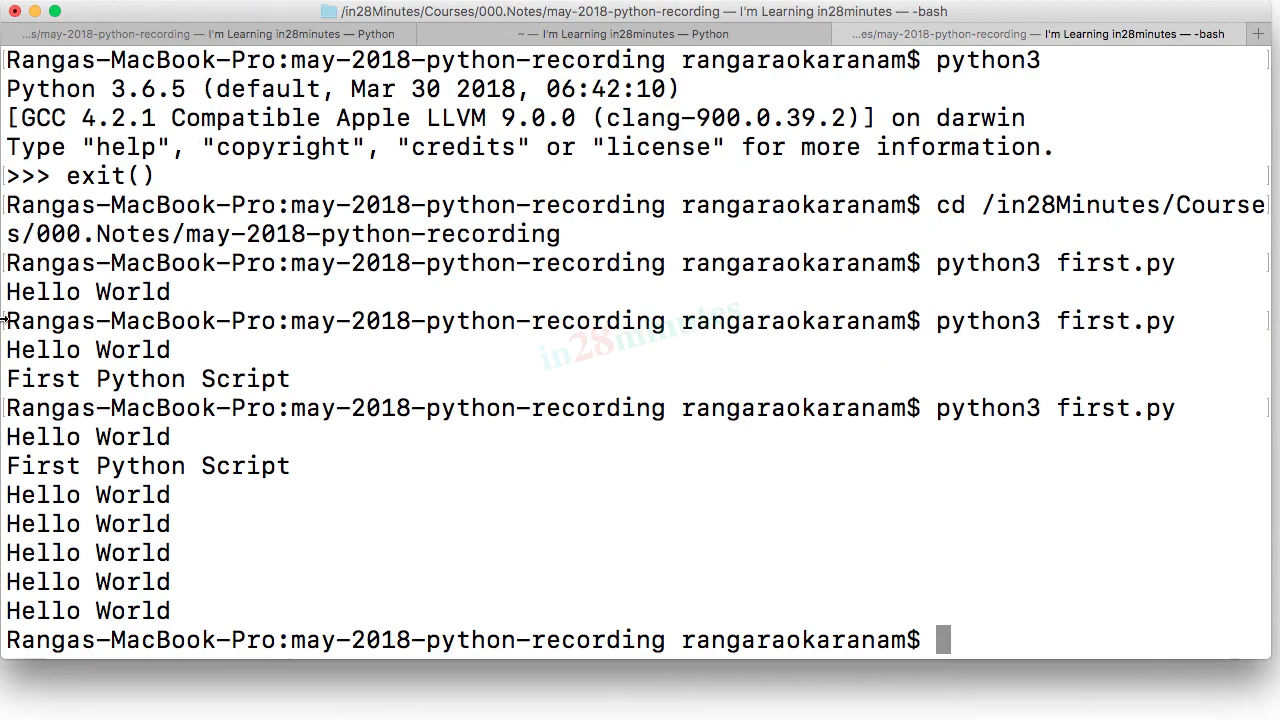 /in28Minutes/Courses/000.Notes/may-2018-python-recording — I'm Learning in28minutes — -bash
...s/may-2018-python-recording — I'm Learning in28minutes — Python
~ — I'm Learning in28minutes — Python
...es/may-2018-python-recording — I'm Learning in28minutes — -bash
Rangas-MacBook-Pro:may-2018-python-recording rangaraokaranam$ python3
Python 3.6.5 (default, Mar 30 2018, 06:42:10)
[GCC 4.2.1 Compatible Apple LLVM 9.0.0 (clang-900.0.39.2)] on darwin
Type "help", "copyright", "credits" or "license" for more information.
>>> exit()
Rangas-MacBook-Pro:may-2018-python-recording rangaraokaranam$ cd /in28Minutes/Course
s/000.Notes/may-2018-python-recording
Rangas-MacBook-Pro:may-2018-python-recording rangaraokaranam$ python3 first.py
Hello World
Rangas-MacBook-Pro:may-2018-python-recording rangaraokaranam$ python3 first.py
in28minutes
Hello World
First Python Script
Rangas-MacBook-Pro:may-2018-python-recording rangaraokaranam$ python3 first.py
Hello World
First Python Script
Hello World
Hello World
Hello World
Hello World
Hello World
Rangas-MacBook-Pro:may-2018-python-recording rangaraokaranam$